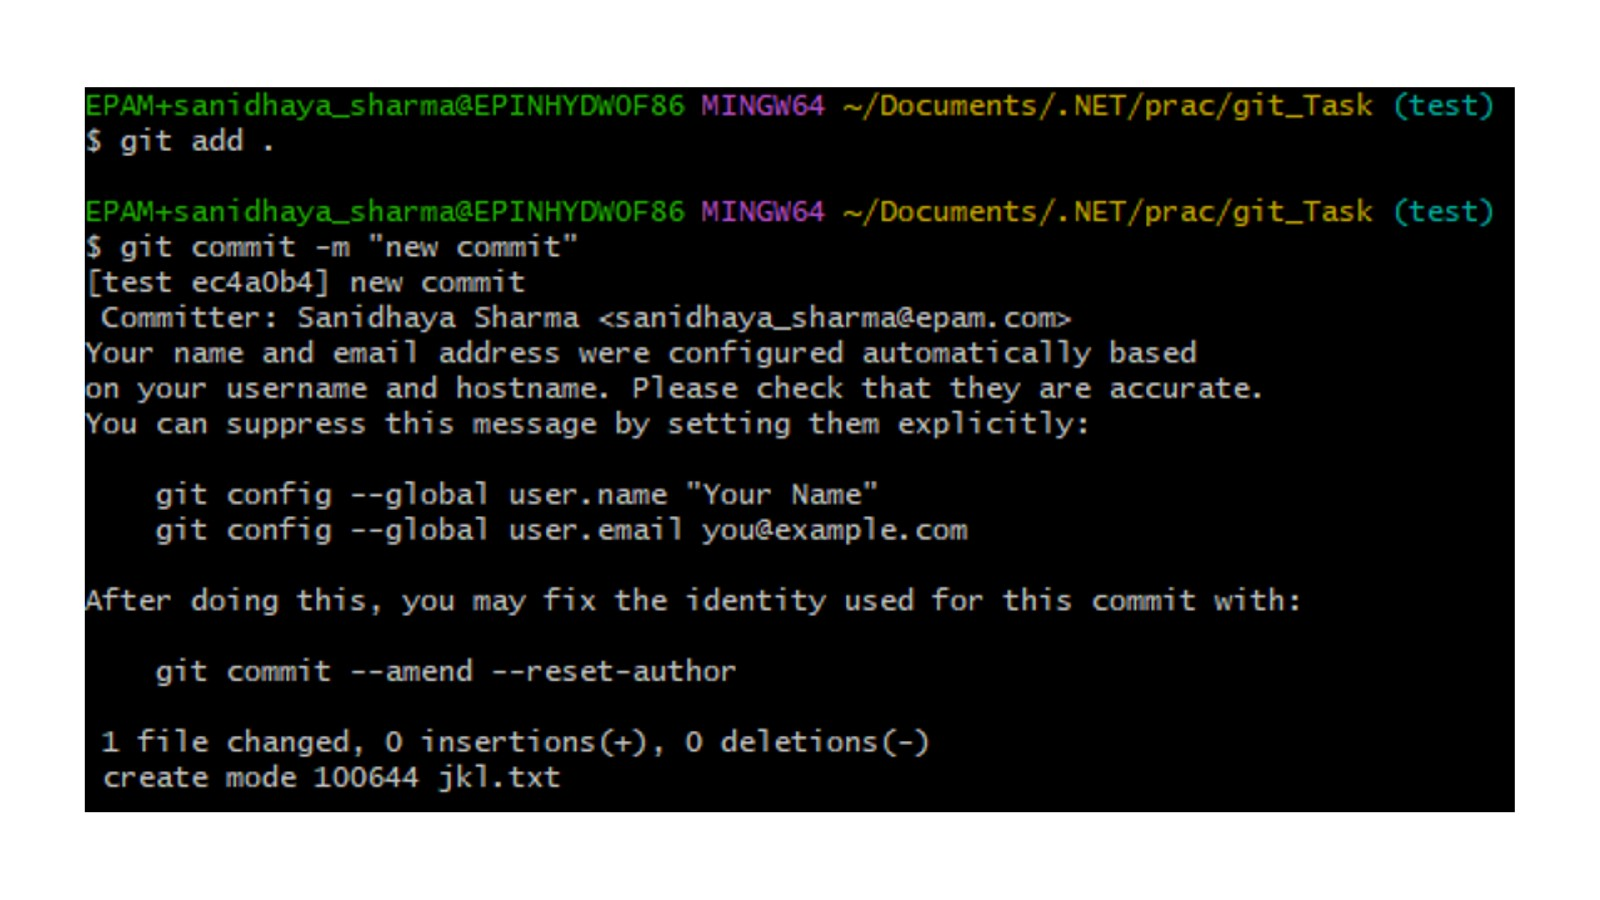 EPAM+sanidhaya_sharma@EPINHYDW0F86 MINGW64 ~/Documents/.NET/prac/git_Task (test)
$ git add .
EPAM+sanidhaya_sharma@EPINHYDW0F86 MINGW64 ~/Documents/.NET/prac/git_Task (test)
$ git commit -m "new commit"
[test ec4a0b4] new commit
Committer: Sanidhaya Sharma <sanidhaya_sharma@epam.com>
Your name and email address were configured automatically based
on your username and hostname. Please check that they are accurate.
You can suppress this message by setting them explicitly:
git config --global user.name "Your Name"
git config --global user.email you@example.com
After doing this, you may fix the identity used for this commit with:
git commit --amend --reset-author
1 file changed, 0 insertions(+), 0 deletions(-)
create mode 100644 jkl.txt